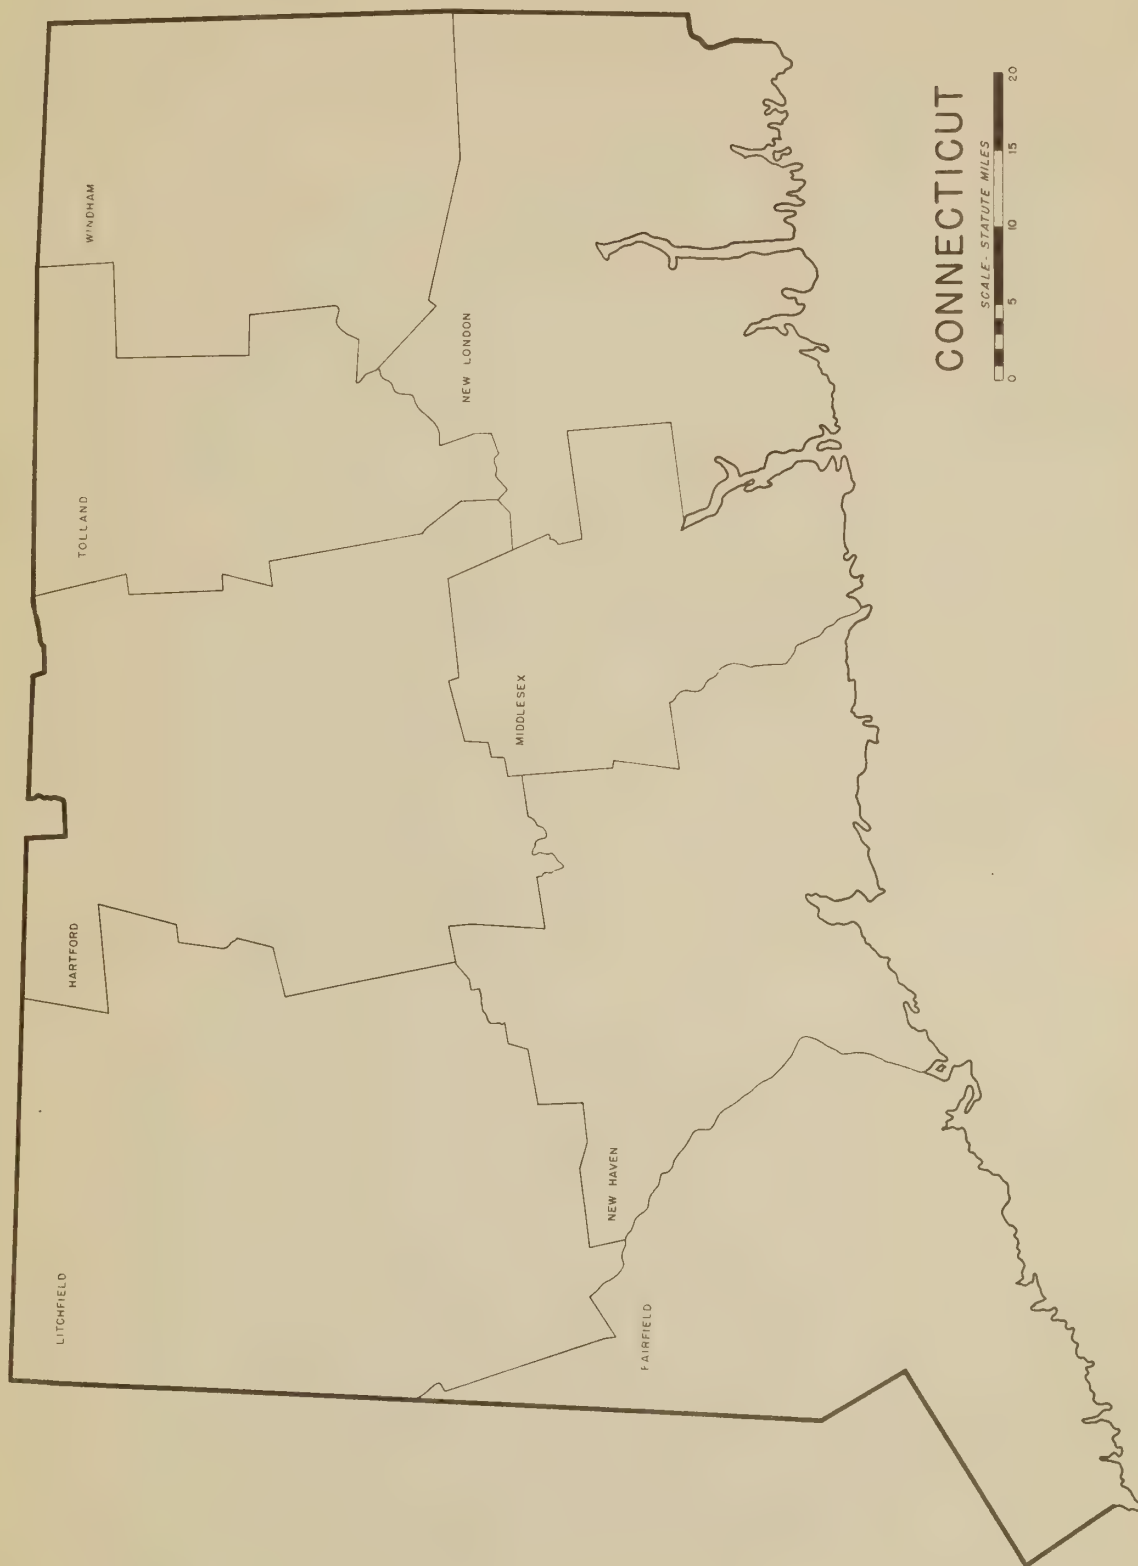 LITCHFIELD
HARTFORD
TOLLAND
WINDHAM
FAIRFIELD
NEW HAVEN
MIDDLESEX
NEW LONDON
CONNECTICUT
SCALE - STATUTE MILES
0 5 10 15 20